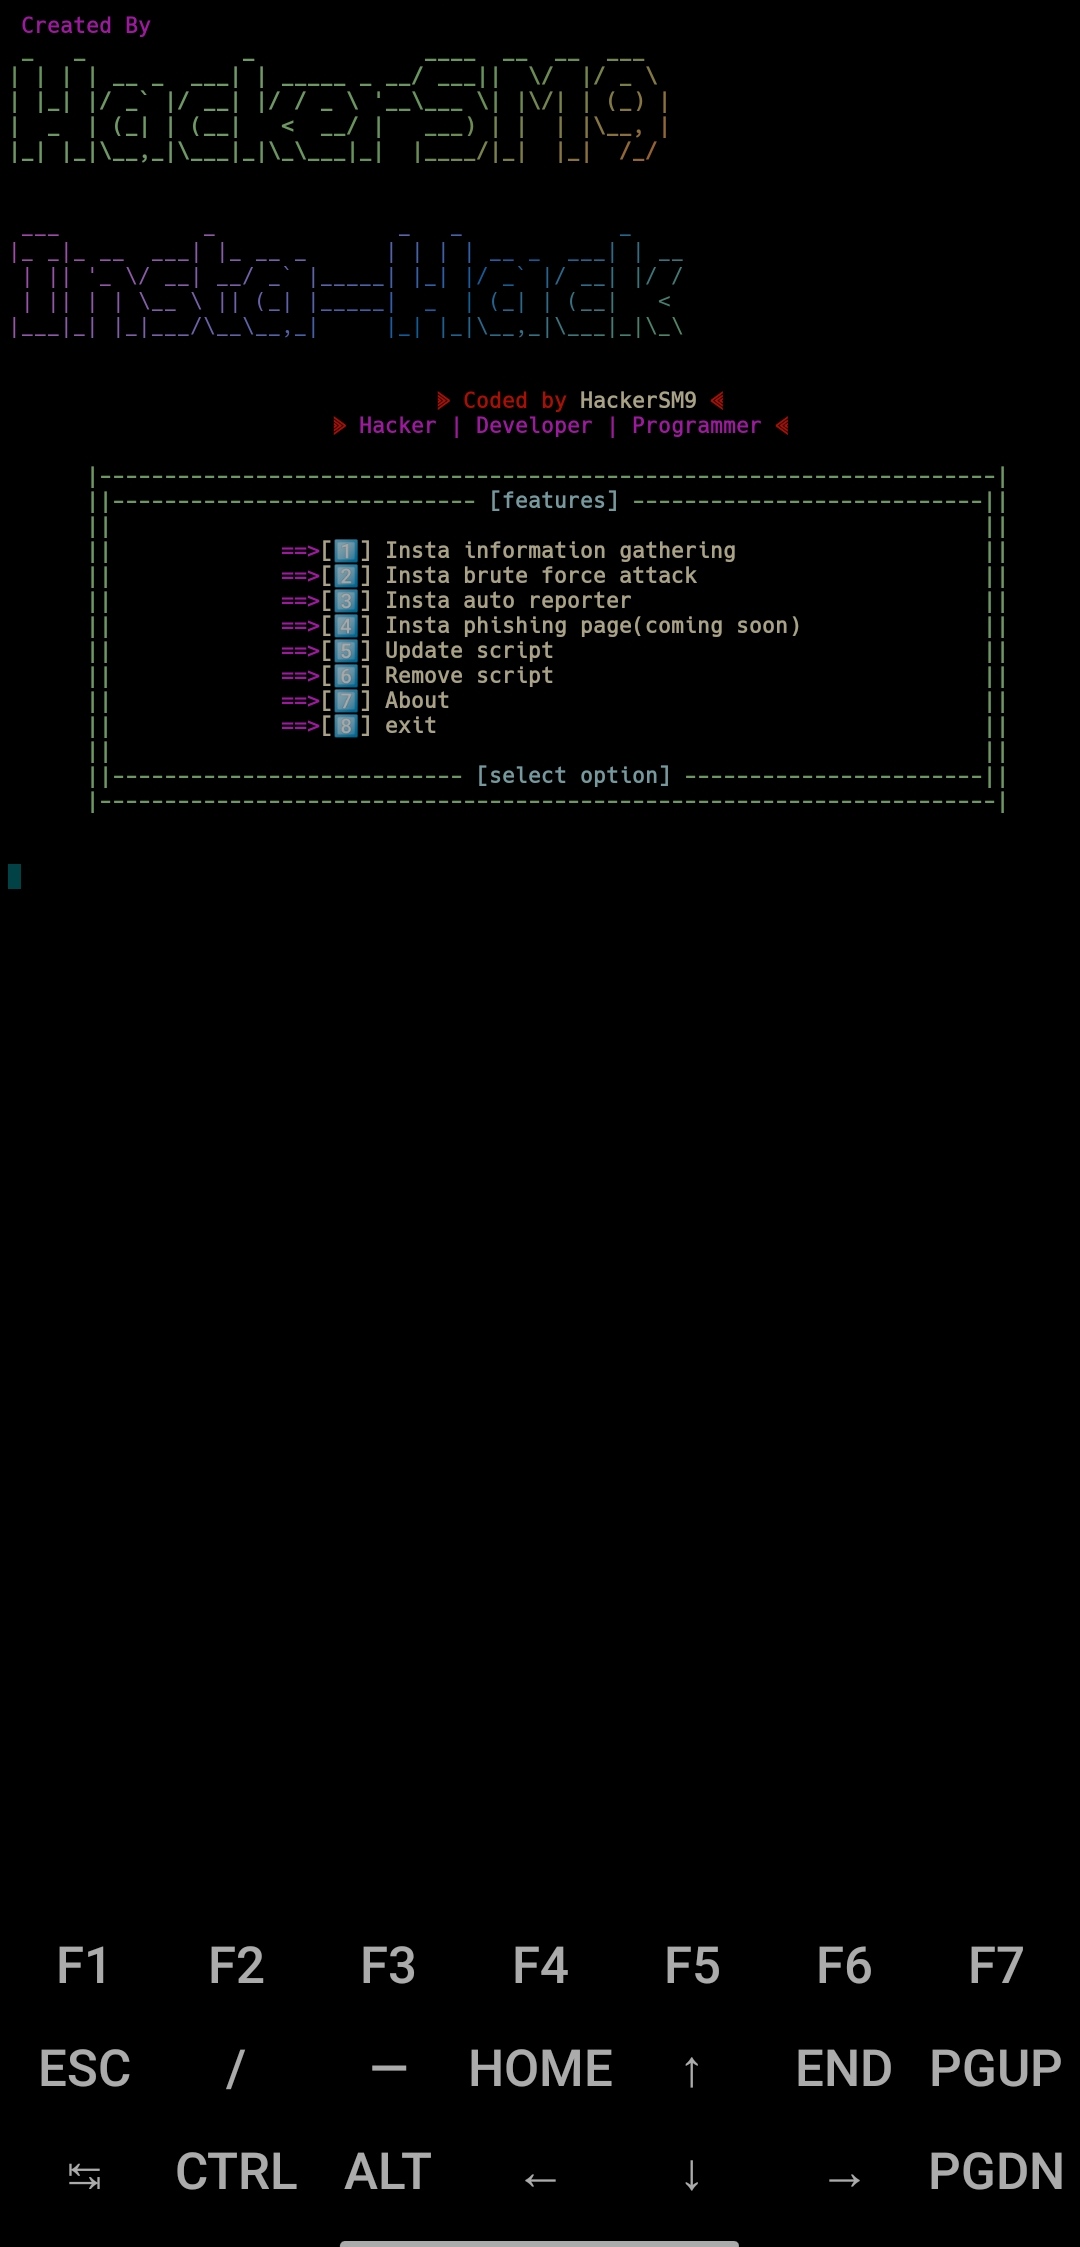 Created By
HackerSM9
Insta-Hack
Coded by HackerSM9
Hacker | Developer | Programmer
[features]
==>[1] Insta information gathering
==>[2] Insta brute force attack
==>[3] Insta auto reporter
==>[4] Insta phishing page(coming soon)
==>[5] Update script
==>[6] Remove script
==>[7] About
==>[8] exit
[select option]
F1 F2 F3 F4 F5 F6 F7
ESC / — HOME ↑ END PGUP
↹ CTRL ALT ← ↓ → PGDN